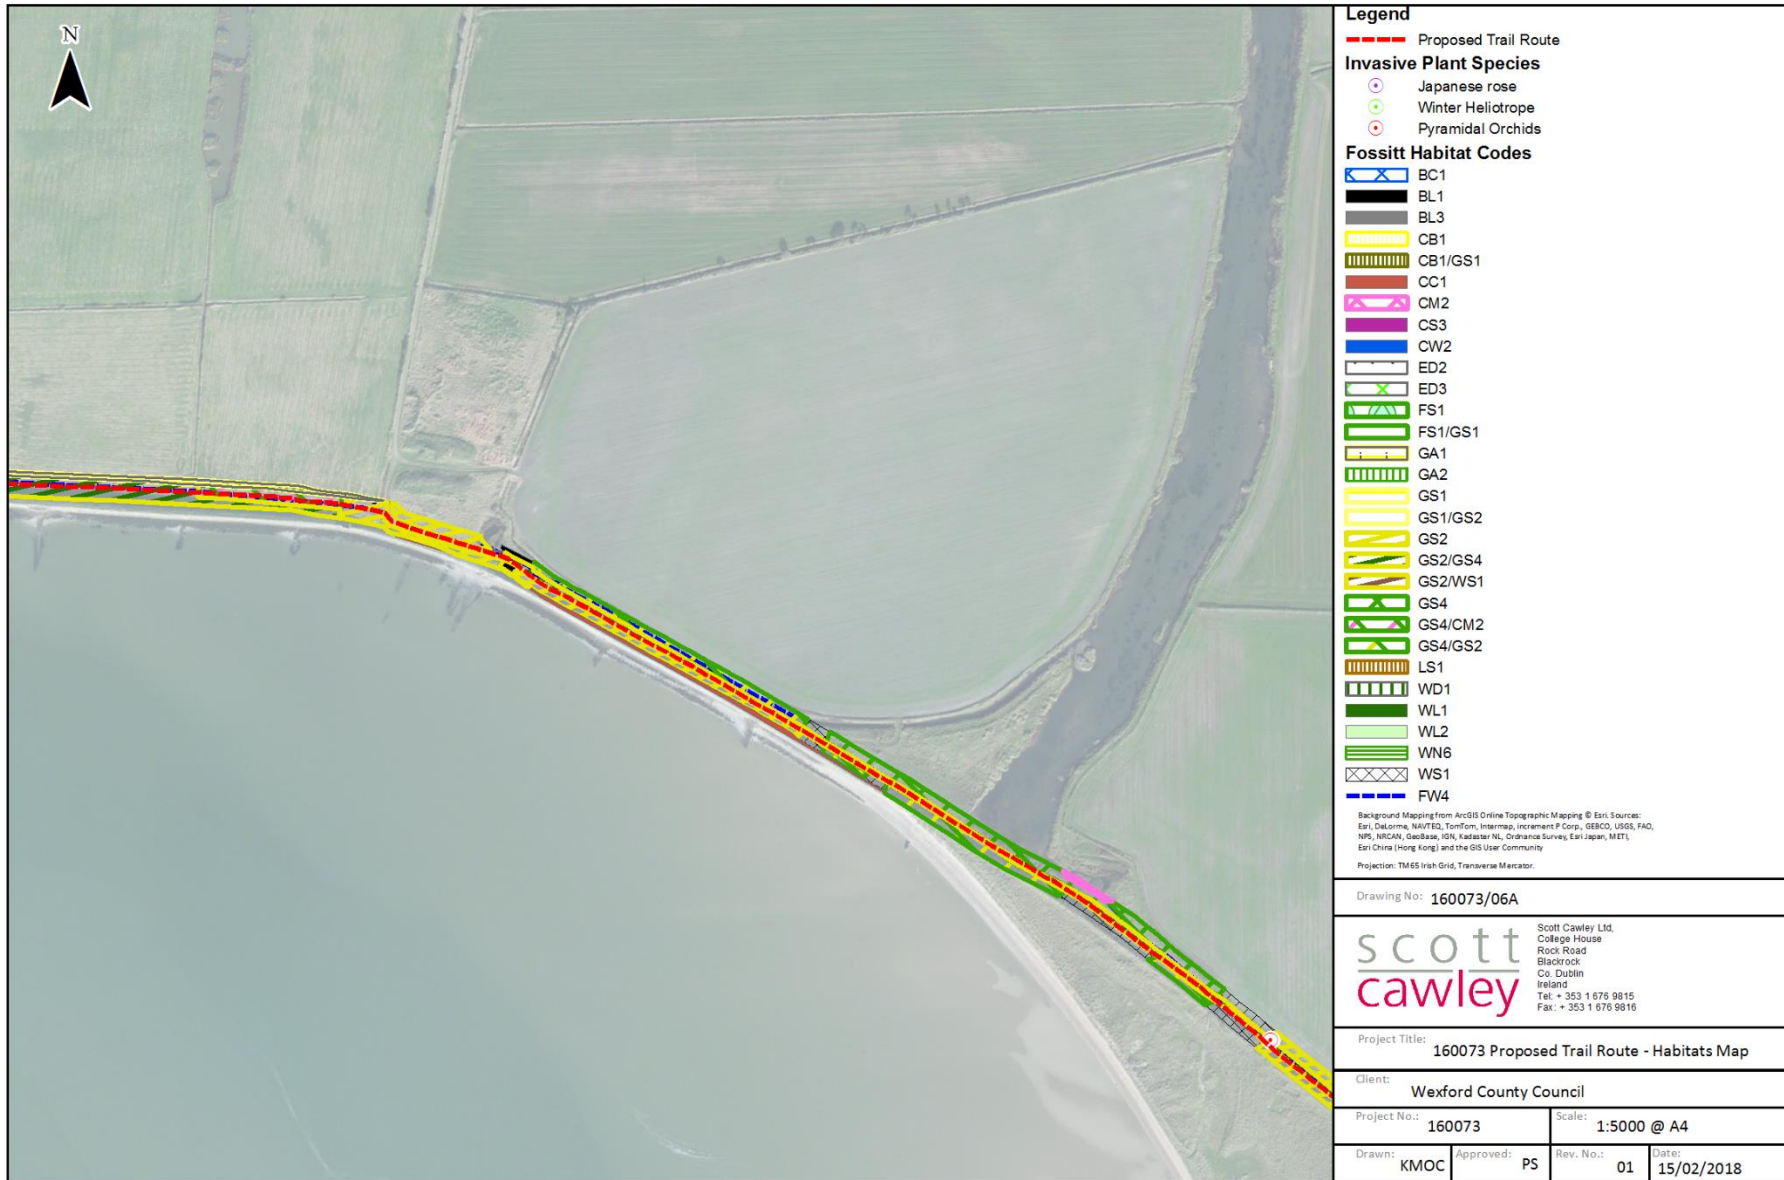 N
Legend
Proposed Trail Route
Invasive Plant Species
Japanese rose
Winter Heliotrope
Pyramidal Orchids
Fossitt Habitat Codes
BC1
BL1
BL3
CB1
CB1/GS1
CC1
CM2
CS3
CW2
ED2
ED3
FS1
FS1/GS1
GA1
GA2
GS1
GS1/GS2
GS2
GS2/GS4
GS2/WS1
GS4
GS4/CM2
GS4/GS2
LS1
WD1
WL1
WL2
WN6
WS1
FW4
Background Mapping from ArcGIS Online Topographic Mapping © Esri. Sources:
Esri, DeLorme, NAVTEQ, TomTom, Intermap, increment P Corp., GEBCO, USGS, FAO,
NPS, NRCAN, GeoBase, IGN, Kadaster NL, Ordnance Survey, Esri Japan, METI,
Esri China (Hong Kong) and the GIS User Community
Projection: TM65 Irish Grid, Transverse Mercator.
Drawing No: 160073/06A
scott
cawley
Scott Cawley Ltd,
College House
Rock Road
Blackrock
Co. Dublin
Ireland
Tel: + 353 1 676 9815
Fax: + 353 1 676 9816
Project Title: 160073 Proposed Trail Route - Habitats Map
Client:
Wexford County Council
Project No.: 160073
Scale: 1:5000 @ A4
Drawn: KMOC
Approved: PS
Rev. No.: 01
Date: 15/02/2018